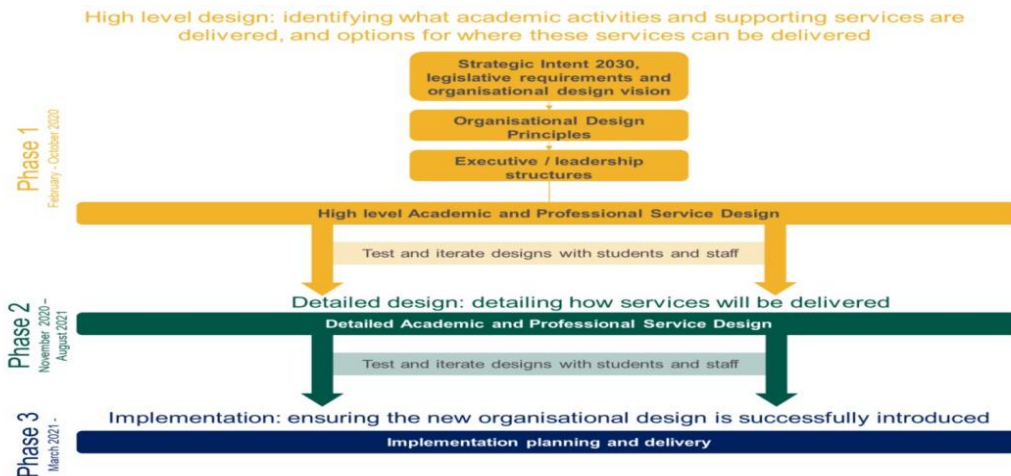 High level design: identifying what academic activities and supporting services are
delivered, and options for where these services can be delivered
Strategic Intent 2030,
legislative requirements and
organisational design vision
Organisational Design
Principles
Executive / leadership
structures
Phase 1
February - October 2020
High level Academic and Professional Service Design
Test and iterate designs with students and staff
Phase 2
November 2020 –
August 2021
Detailed design: detailing how services will be delivered
Detailed Academic and Professional Service Design
Test and iterate designs with students and staff
Phase 3
March 2021 -
Implementation: ensuring the new organisational design is successfully introduced
Implementation planning and delivery